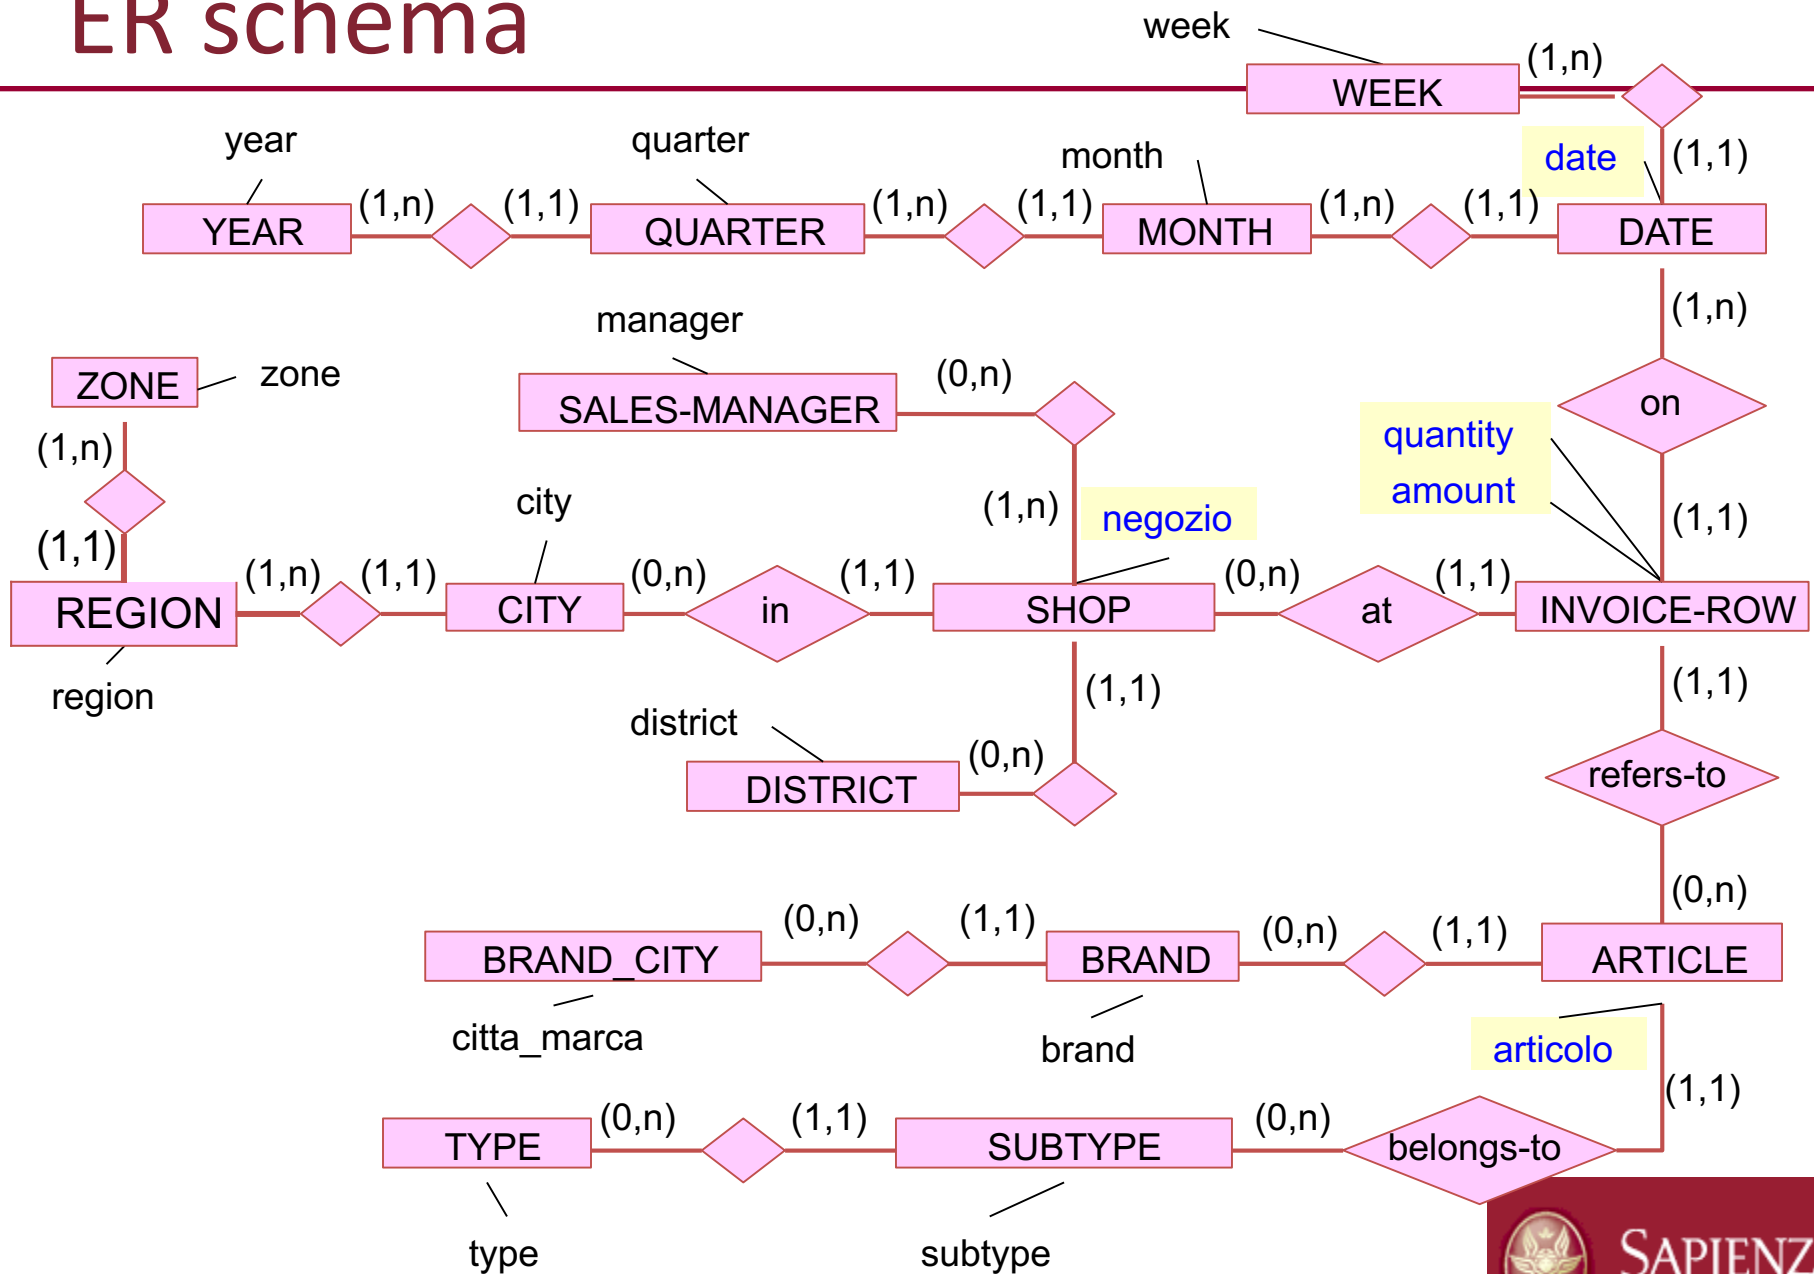 ER schema
week
(1,n)
WEEK
year
quarter
month
date
(1,1)
(1,n)
(1,1)
(1,n)
(1,1)
(1,n)
(1,1)
YEAR
QUARTER
MONTH
DATE
(1,n)
manager
ZONE
zone
(0,n)
SALES-MANAGER
on
(1,n)
quantity
amount
city
(1,n)
negozio
(1,1)
(1,1)
(1,n)
(1,1)
(0,n)
(1,1)
(0,n)
(1,1)
REGION
CITY
in
SHOP
at
INVOICE-ROW
region
(1,1)
(1,1)
district
(0,n)
DISTRICT
refers-to
(0,n)
(0,n)
(1,1)
(0,n)
(1,1)
BRAND_CITY
BRAND
ARTICLE
citta_marca
brand
articolo
(1,1)
(0,n)
(1,1)
(0,n)
TYPE
SUBTYPE
belongs-to
type
subtype
SAPIENZ